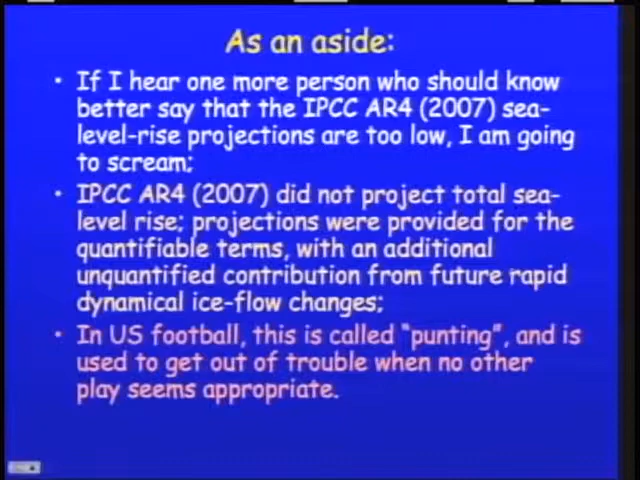 As an aside:
• If I hear one more person who should know
better say that the IPCC AR4 (2007) sea-
level-rise projections are too low, I am going
to scream;
• IPCC AR4 (2007) did not project total sea-
level rise; projections were provided for the
quantifiable terms, with an additional
unquantified contribution from future rapid
dynamical ice-flow changes;
• In US football, this is called “punting”, and is
used to get out of trouble when no other
play seems appropriate.